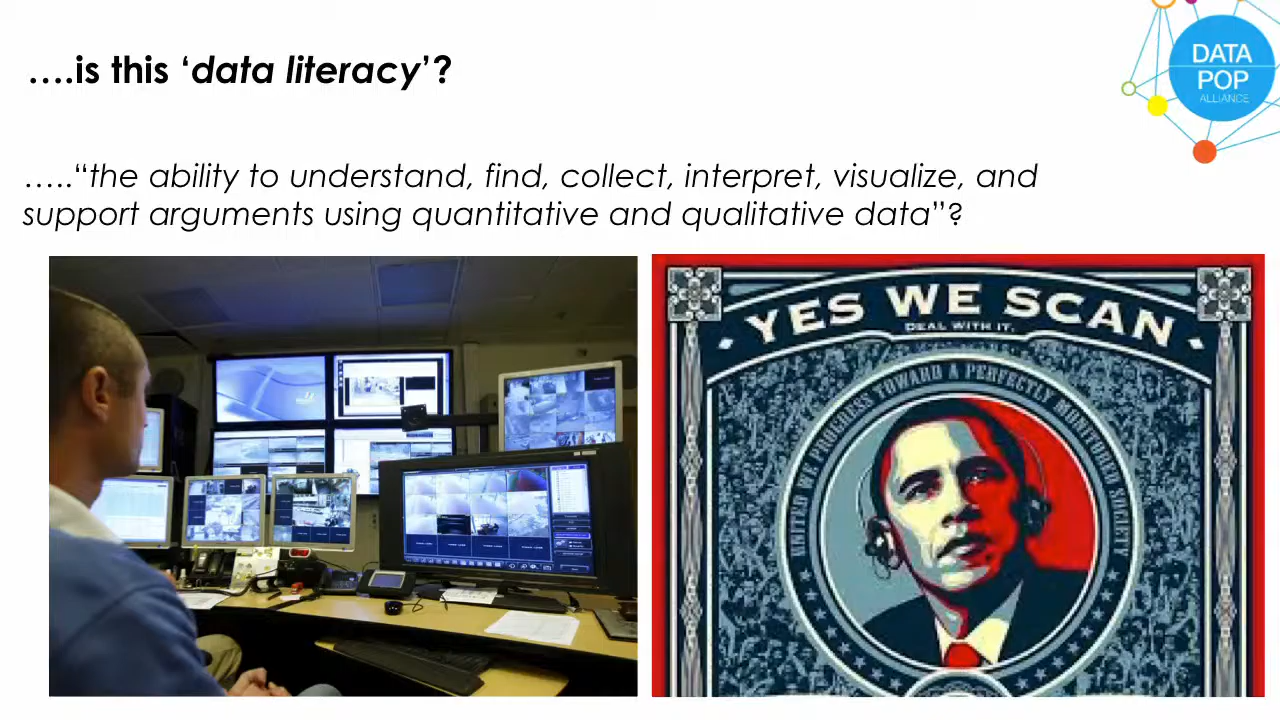 ….is this ‘data literacy’?
DATA
POP
ALLIANCE
…..“the ability to understand, find, collect, interpret, visualize, and
support arguments using quantitative and qualitative data”?
YES WE SCAN
DEAL WITH IT.
UNITED WE PROGRESS TOWARD A PERFECTLY MONITORED SOCIETY